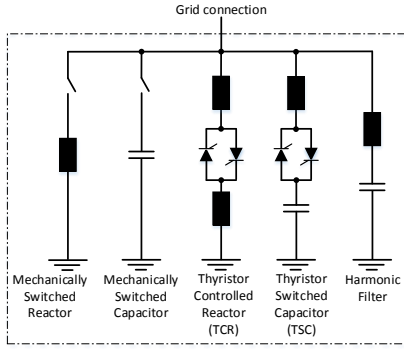 Grid connection
Mechanically
Switched
Reactor
Mechanically
Switched
Capacitor
Thyristor
Controlled
Reactor
(TCR)
Thyristor
Switched
Capacitor
(TSC)
Harmonic
Filter